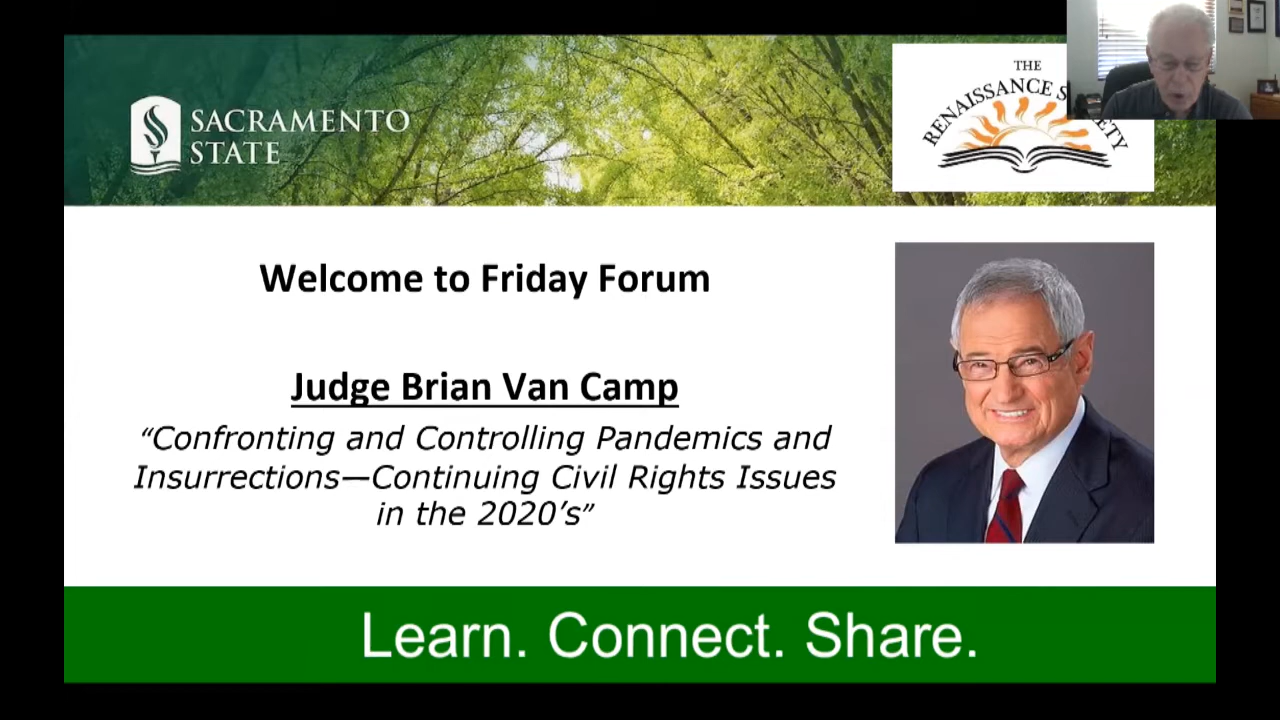 SACRAMENTO
STATE
THE
RENAISSANCE S
ETY
Welcome to Friday Forum
Judge Brian Van Camp
“Confronting and Controlling Pandemics and
Insurrections—Continuing Civil Rights Issues
in the 2020’s”
Learn. Connect. Share.